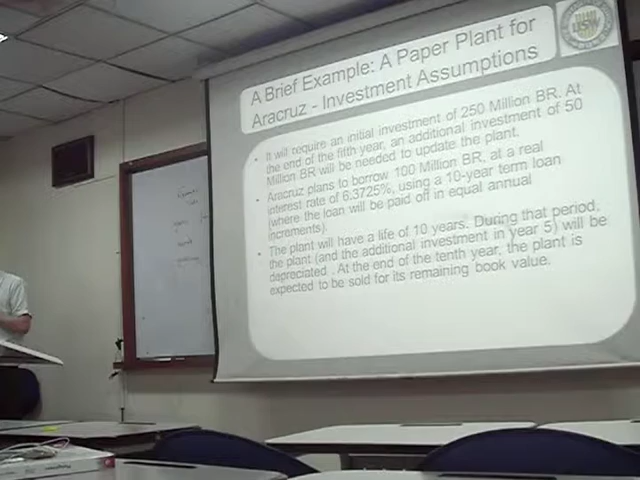 A Brief Example: A Paper Plant for
Aracruz - Investment Assumptions
• It will require an initial investment of 250 Million BR. At
the end of the fifth year, an additional investment of 50
Million BR will be needed to update the plant.
• Aracruz plans to borrow 100 Million BR, at a real
interest rate of 6.3725%, using a 10-year term loan
(where the loan will be paid off in equal annual
increments).
• The plant will have a life of 10 years. During that period,
the plant (and the additional investment in year 5) will be
depreciated . At the end of the tenth year, the plant is
expected to be sold for its remaining book value.